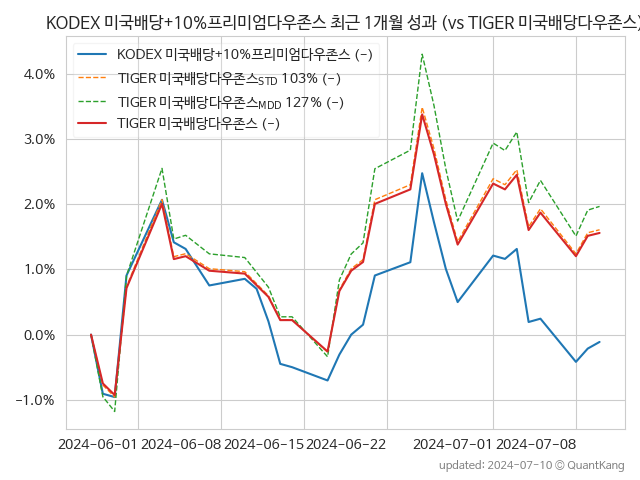 KODEX 미국배당+10%프리미엄다우존스 최근 1개월 성과 (vs TIGER 미국배당다우존스)
KODEX 미국배당+10%프리미엄다우존스 (-)
TIGER 미국배당다우존스STD 103% (-)
TIGER 미국배당다우존스MDD 127% (-)
TIGER 미국배당다우존스 (-)
4.0%
3.0%
2.0%
1.0%
0.0%
-1.0%
2024-06-01 2024-06-08 2024-06-15 2024-06-22 2024-07-01 2024-07-08
updated: 2024-07-10 © QuantKang